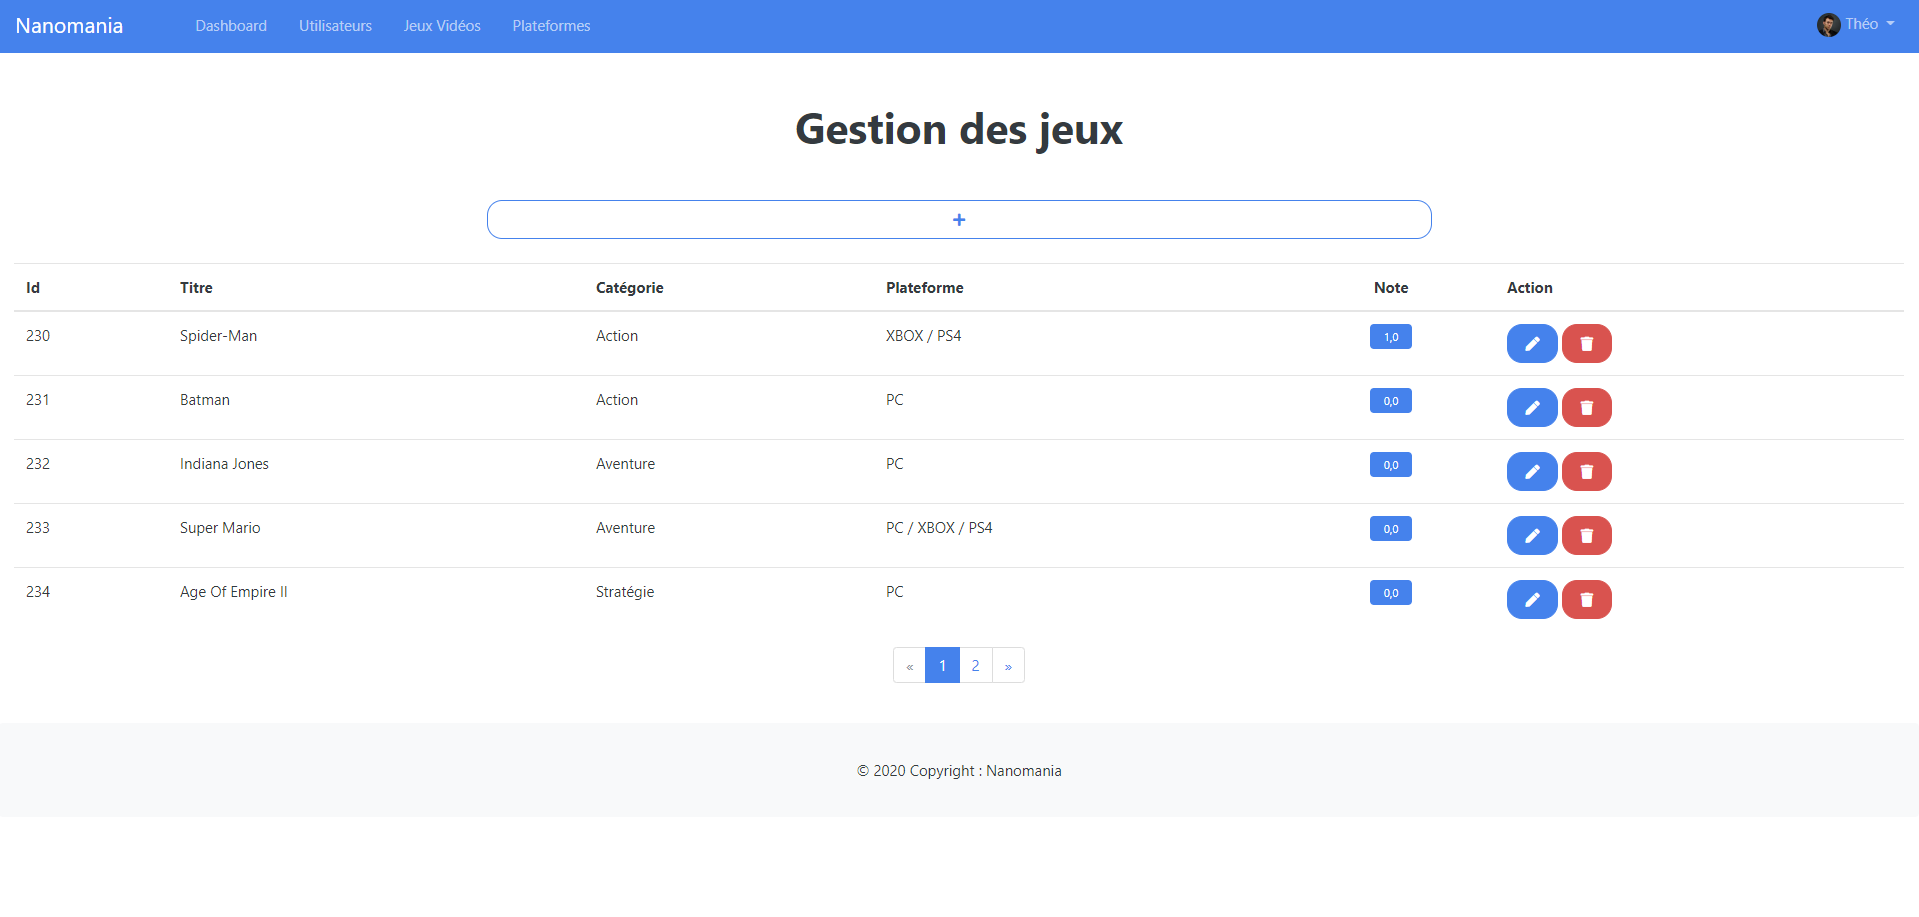 Nanomania Dashboard Utilisateurs Jeux Vidéos Plateformes Théo
Gestion des jeux
+
Id Titre Catégorie Plateforme Note Action
230 Spider-Man Action XBOX / PS4 1,0
231 Batman Action PC 0,0
232 Indiana Jones Aventure PC 0,0
233 Super Mario Aventure PC / XBOX / PS4 0,0
234 Age Of Empire II Stratégie PC 0,0
« 1 2 »
© 2020 Copyright : Nanomania